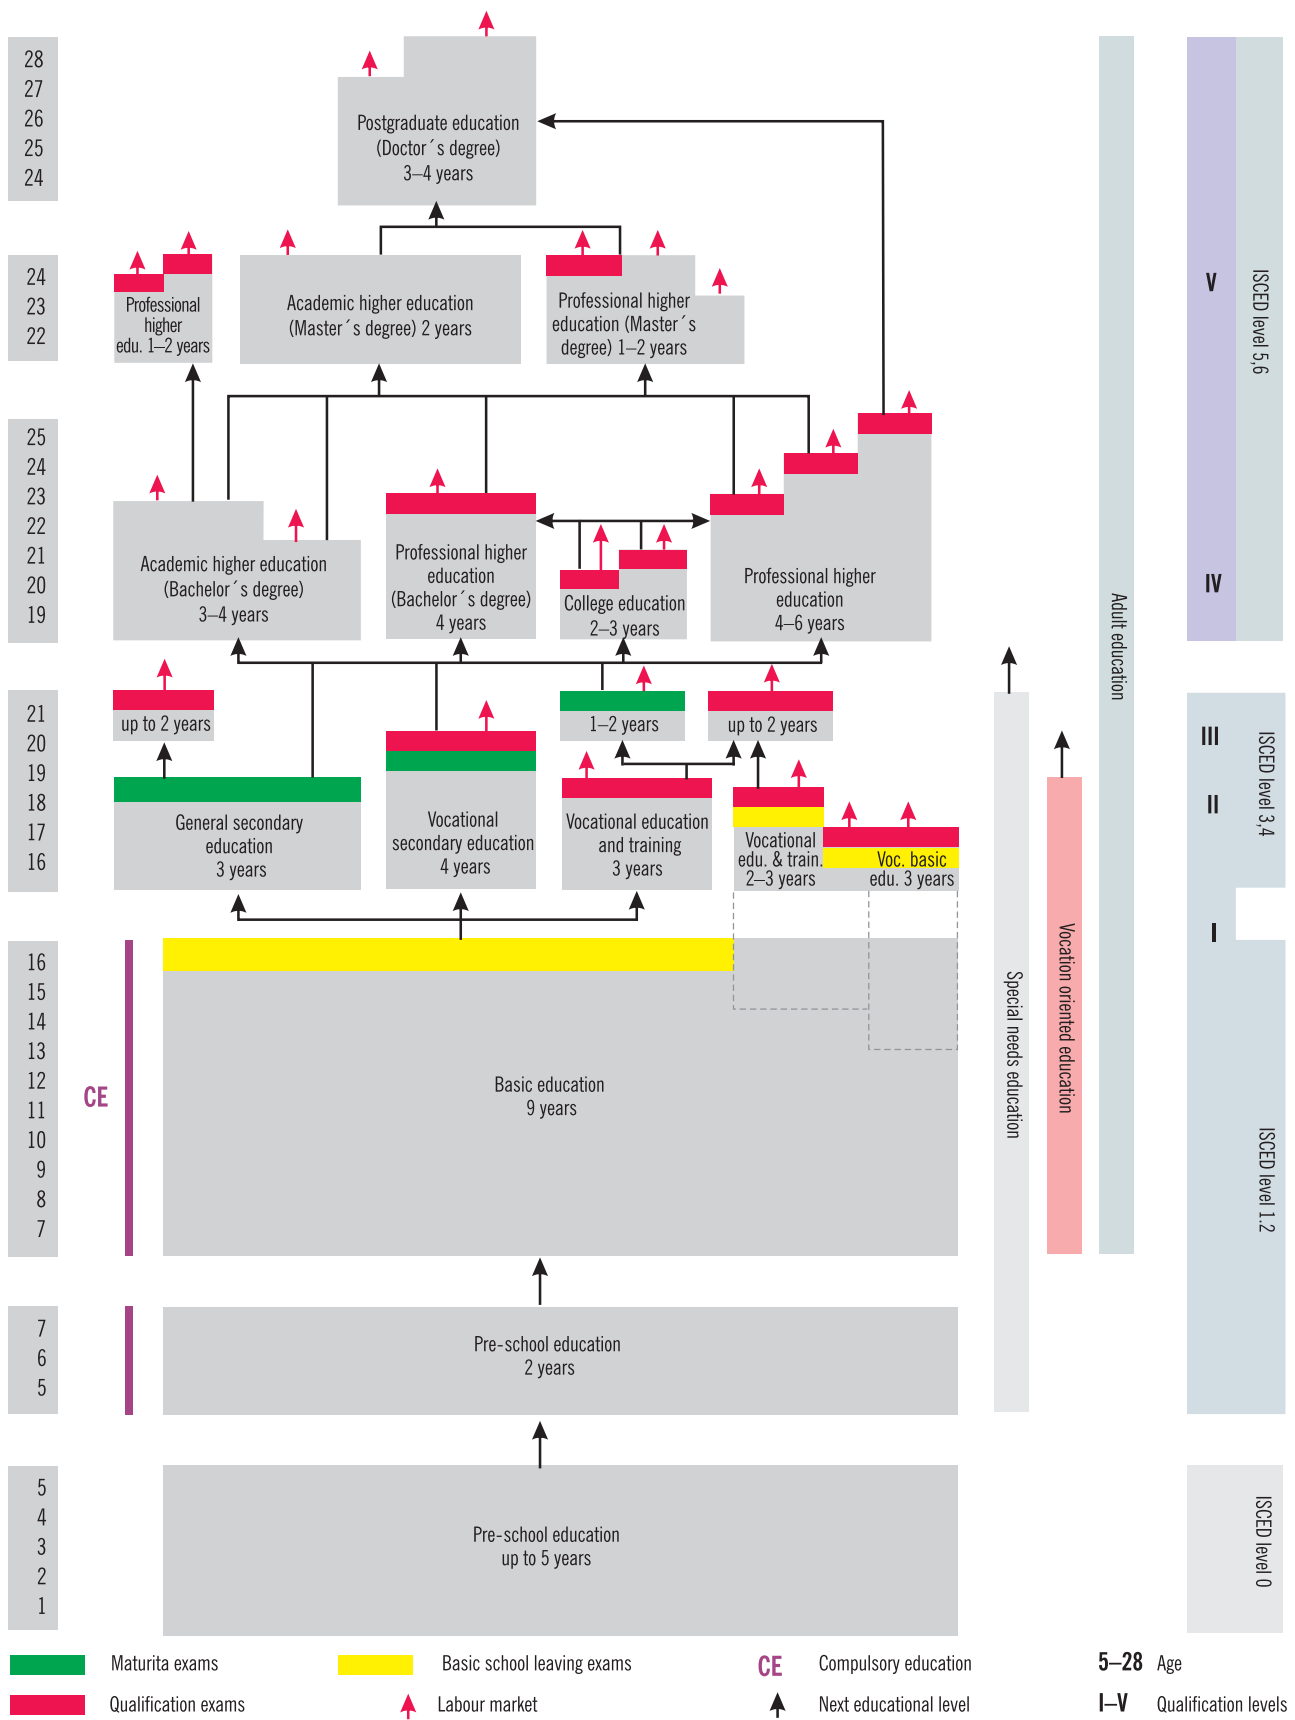 28
27
26
25
24
Postgraduate education
(Doctor´s degree)
3–4 years
24
23
22
Professional
higher
edu. 1–2 years
Academic higher education
(Master´s degree) 2 years
Professional higher
education (Master´s
degree) 1–2 years
V
ISCED level 5,6
25
24
23
22
21
20
19
Academic higher education
(Bachelor´s degree)
3–4 years
Professional higher
education
(Bachelor´s degree)
4 years
College education
2–3 years
Professional higher
education
4–6 years
IV
Adult education
21
20
19
18
17
16
up to 2 years
1–2 years
up to 2 years
General secondary
education
3 years
Vocational
secondary education
4 years
Vocational education
and training
3 years
Vocational
edu. & train.
2–3 years
Voc. basic
edu. 3 years
III
II
ISCED level 3,4
I
16
15
14
13
12
11
10
9
8
7
CE
Basic education
9 years
Special needs education
Vocation oriented education
ISCED level 1.2
7
6
5
Pre-school education
2 years
5
4
3
2
1
Pre-school education
up to 5 years
ISCED level 0
Maturita exams
Basic school leaving exams
CE Compulsory education
5–28 Age
Qualification exams
Labour market
Next educational level
I–V Qualification levels